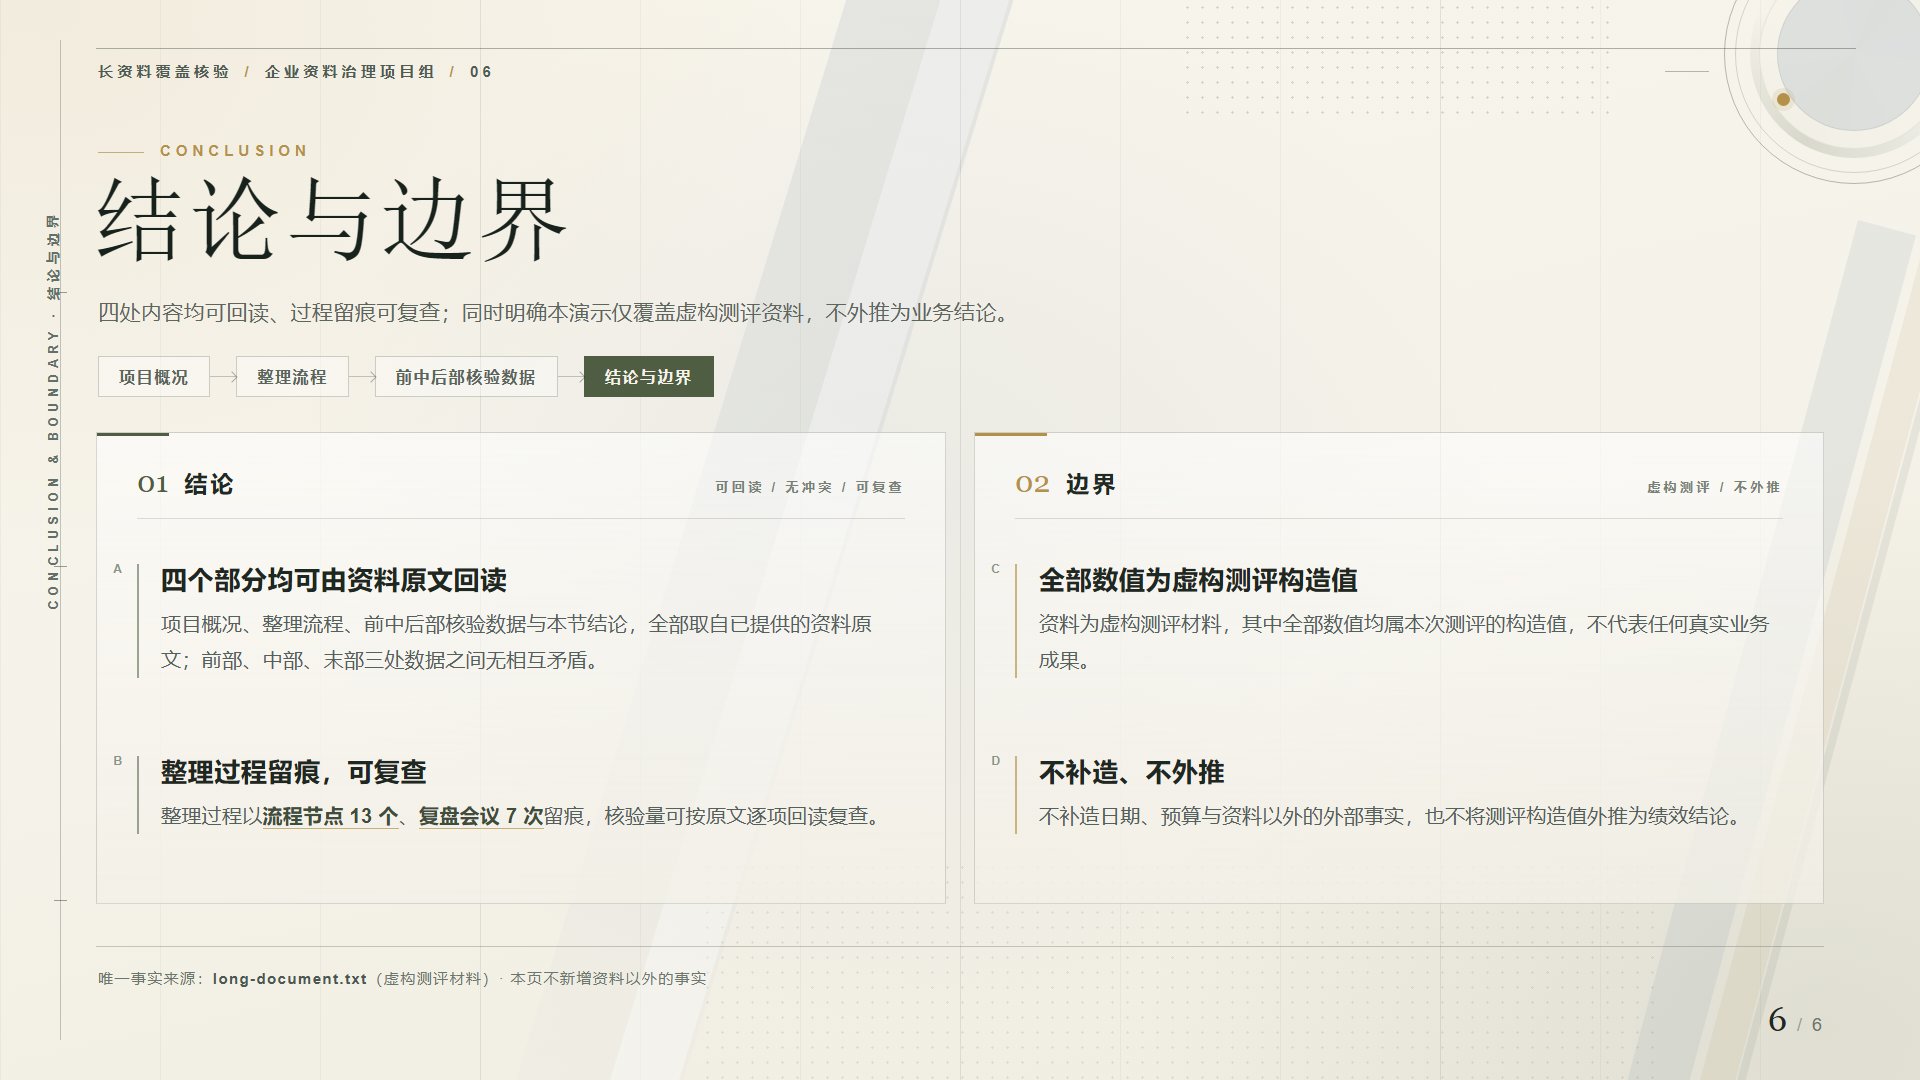 长资料覆盖核验 / 企业资料治理项目组 / 06
CONCLUSION
结论与边界
四处内容均可回读、过程留痕可复查；同时明确本演示仅覆盖虚构测评资料，不外推为业务结论。
项目概况
整理流程
前中后部核验数据
结论与边界
CONCLUSION & BOUNDARY · 结论与边界
01 结论
可回读 / 无冲突 / 可复查
A
四个部分均可由资料原文回读
项目概况、整理流程、前中后部核验数据与本节结论，全部取自已提供的资料原
文；前部、中部、末部三处数据之间无相互矛盾。
B
整理过程留痕，可复查
整理过程以流程节点 13 个、复盘会议 7 次留痕，核验量可按原文逐项回读复查。
02 边界
虚构测评 / 不外推
C
全部数值为虚构测评构造值
资料为虚构测评材料，其中全部数值均属本次测评的构造值，不代表任何真实业务
成果。
D
不补造、不外推
不补造日期、预算与资料以外的外部事实，也不将测评构造值外推为绩效结论。
唯一事实来源：long-document.txt（虚构测评材料）· 本页不新增资料以外的事实
6 / 6